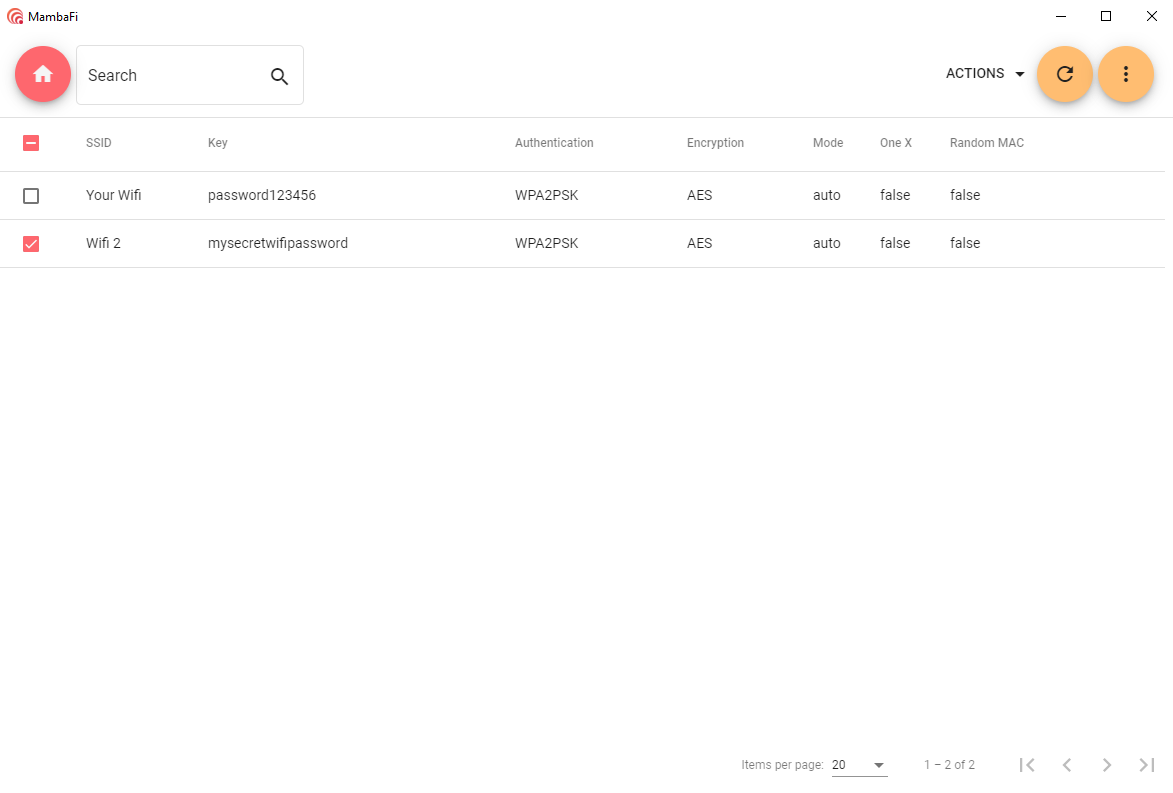 MambaFi
Search
ACTIONS
SSID Key Authentication Encryption Mode One X Random MAC
Your Wifi password123456 WPA2PSK AES auto false false
Wifi 2 mysecretwifipassword WPA2PSK AES auto false false
Items per page: 20 1 – 2 of 2